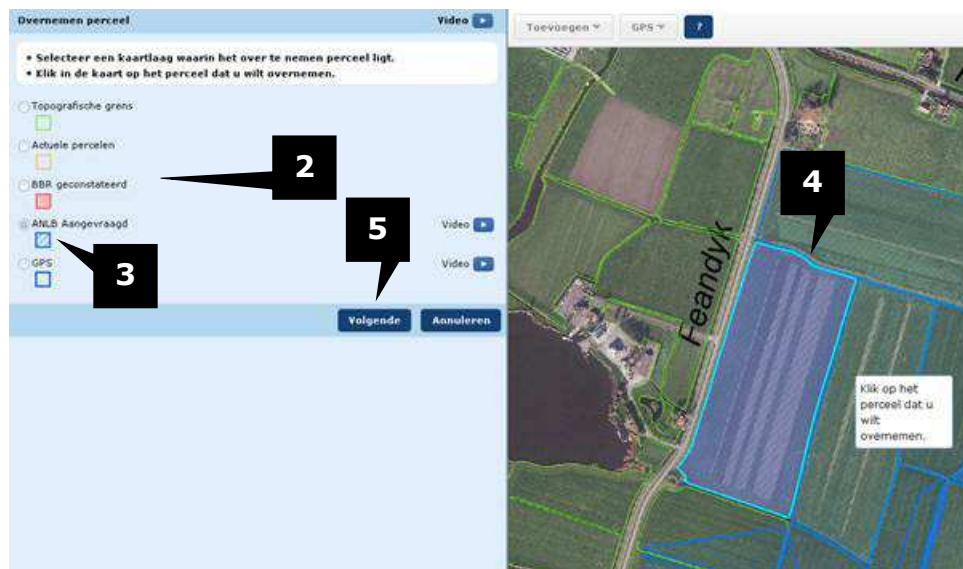 Overnemen perceel
Video
• Selecteer een kaartlaag waarin het over te nemen perceel ligt.
• Klik in de kaart op het perceel dat u wilt overnemen.
Topografische grens
Actuele percelen
BBR geconstateerd
2
ANLB Aangevraagd
Video
3
5
GPS
Video
Volgende
Annuleren
Toevoegen
GPS
?
4
Feandyk
Klik op het
perceel dat u
wilt
overnemen.